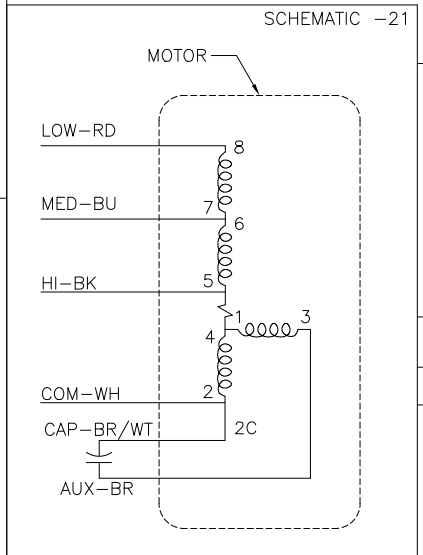 SCHEMATIC -21
MOTOR
LOW-RD
8
MED-BU
7
6
HI-BK
5
1
3
4
COM-WH
2
CAP-BR/WT
2C
AUX-BR